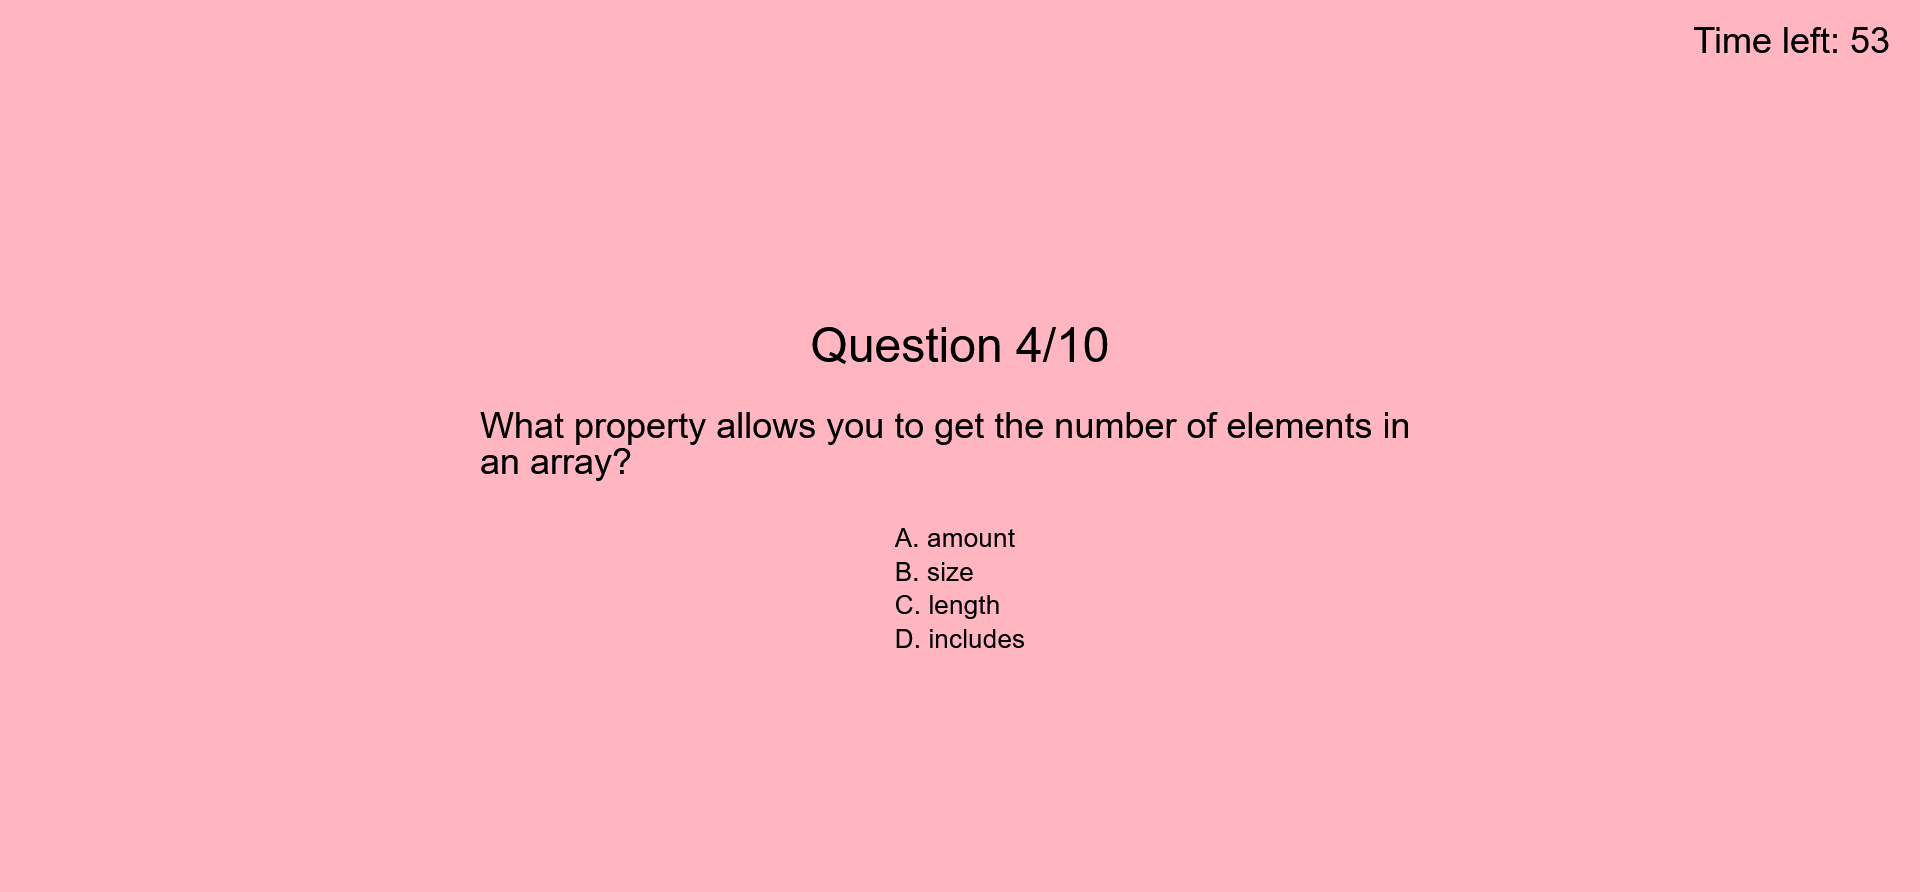 Time left: 53
Question 4/10
What property allows you to get the number of elements in
an array?
A. amount
B. size
C. length
D. includes